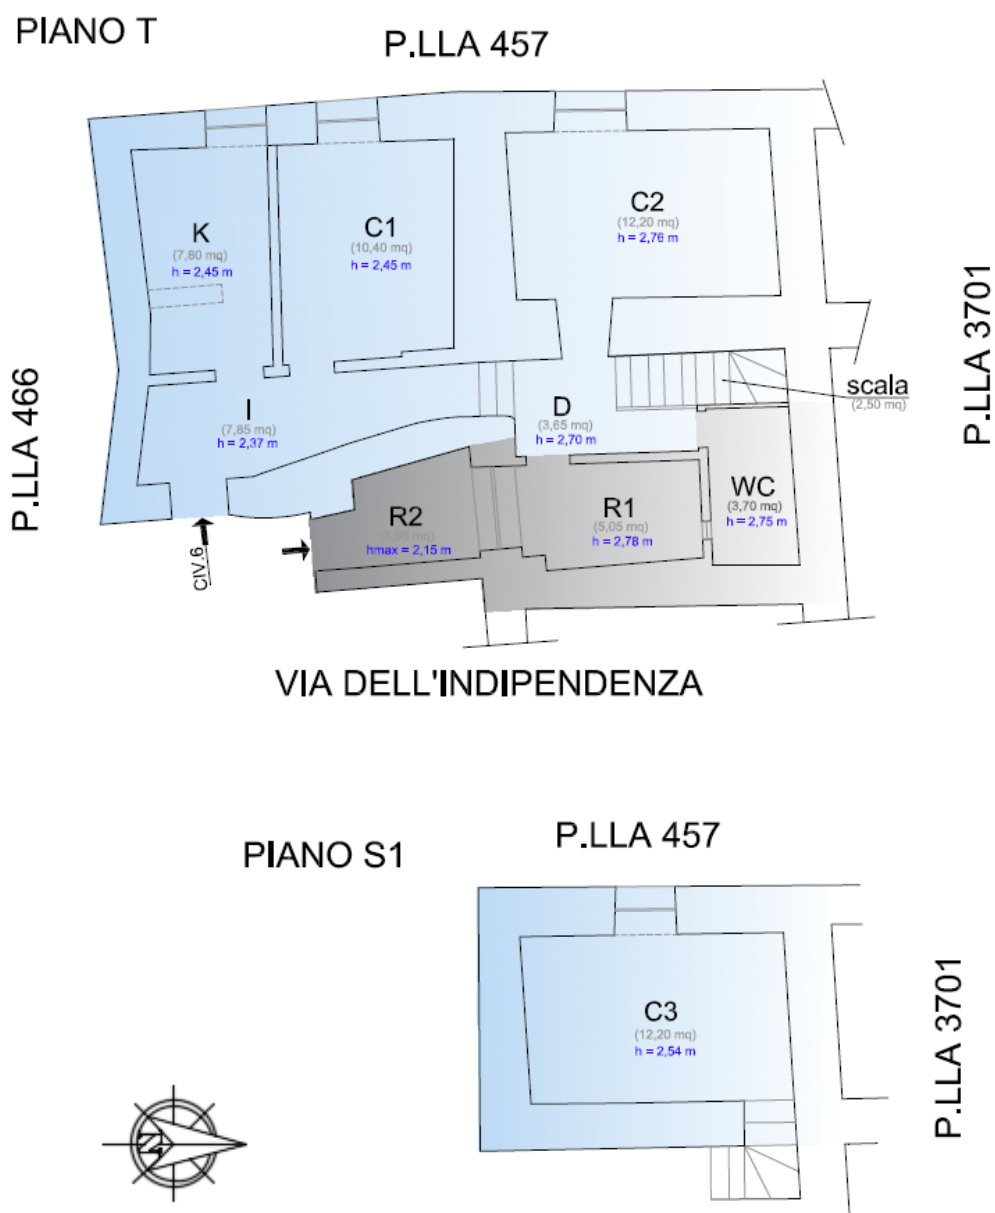 PIANO T
P.LLA 457
K
(7,80 mq)
h = 2,45 m
C1
(10,40 mq)
h = 2,45 m
C2
(12,20 mq)
h = 2,76 m
P.LLA 3701
P.LLA 466
I
(7,85 mq)
h = 2,37 m
D
(3,65 mq)
h = 2,70 m
scala
(2,50 mq)
R2
(3,95 mq)
hmax = 2,15 m
R1
(5,05 mq)
h = 2,78 m
WC
(3,70 mq)
h = 2,75 m
CIV.6
VIA DELL'INDIPENDENZA
PIANO S1
P.LLA 457
C3
(12,20 mq)
h = 2,54 m
P.LLA 3701
N